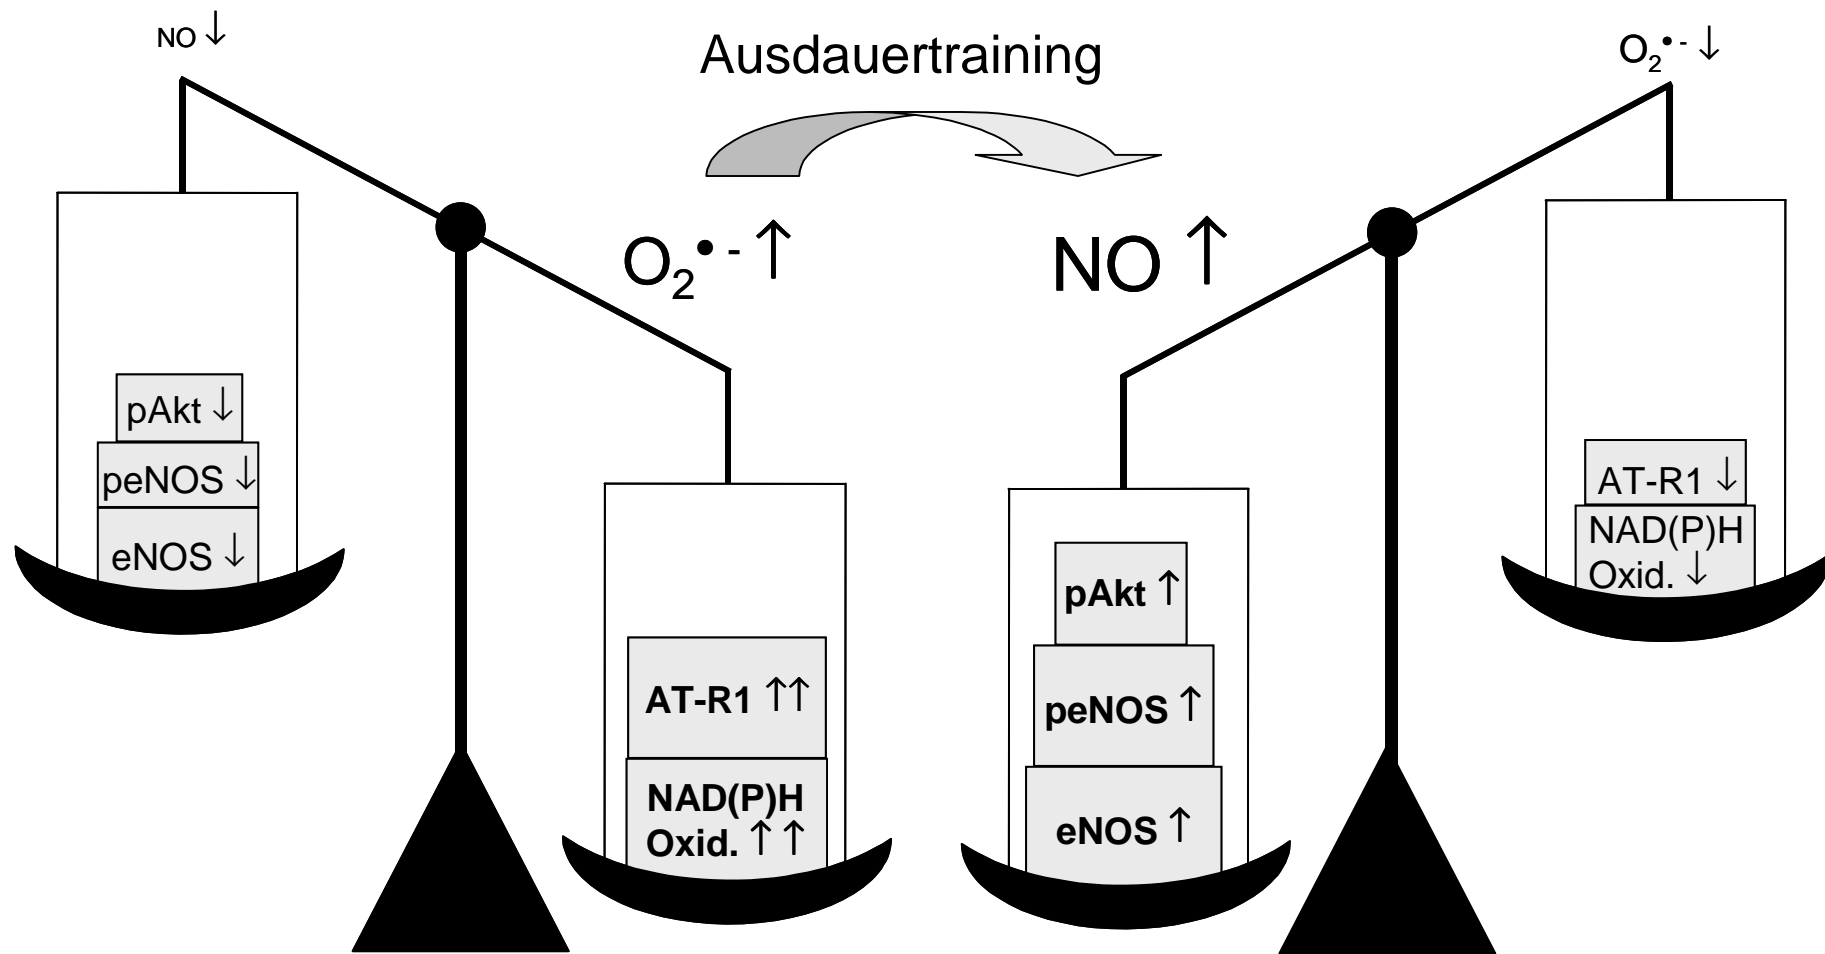 NO ↓
Ausdauertraining
O₂•- ↓
O₂•- ↑
NO ↑
pAkt ↓
peNOS ↓
eNOS ↓
AT-R1 ↑↑
NAD(P)H
Oxid. ↑↑
pAkt ↑
peNOS ↑
eNOS ↑
AT-R1 ↓
NAD(P)H
Oxid. ↓